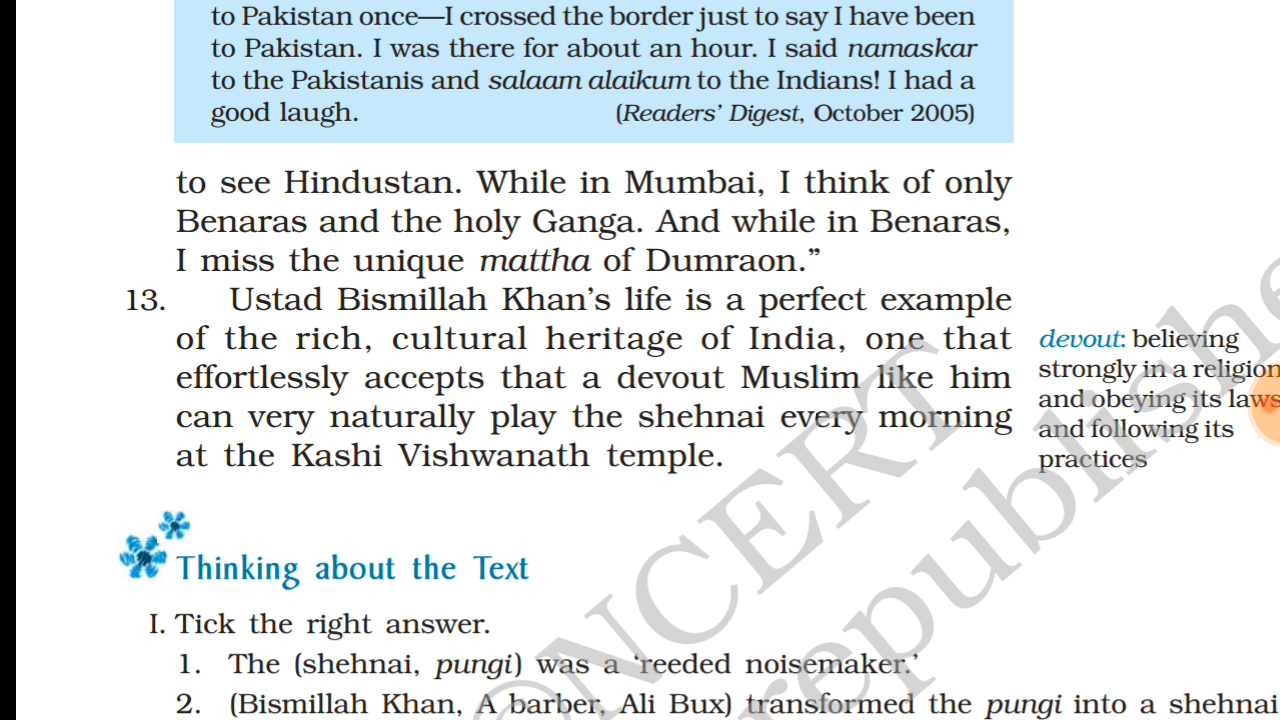 to Pakistan once—I crossed the border just to say I have been
to Pakistan. I was there for about an hour. I said namaskar
to the Pakistanis and salaam alaikum to the Indians! I had a
good laugh. (Readers’ Digest, October 2005)
to see Hindustan. While in Mumbai, I think of only
Benaras and the holy Ganga. And while in Benaras,
I miss the unique mattha of Dumraon.”
13. Ustad Bismillah Khan’s life is a perfect example
of the rich, cultural heritage of India, one that
effortlessly accepts that a devout Muslim like him
can very naturally play the shehnai every morning
at the Kashi Vishwanath temple.
devout: believing
strongly in a religion
and obeying its laws
and following its
practices
Thinking about the Text
I. Tick the right answer.
1. The (shehnai, pungi) was a ‘reeded noisemaker.’
2. (Bismillah Khan, A barber, Ali Bux) transformed the pungi into a shehnai
©NCERT
republishe